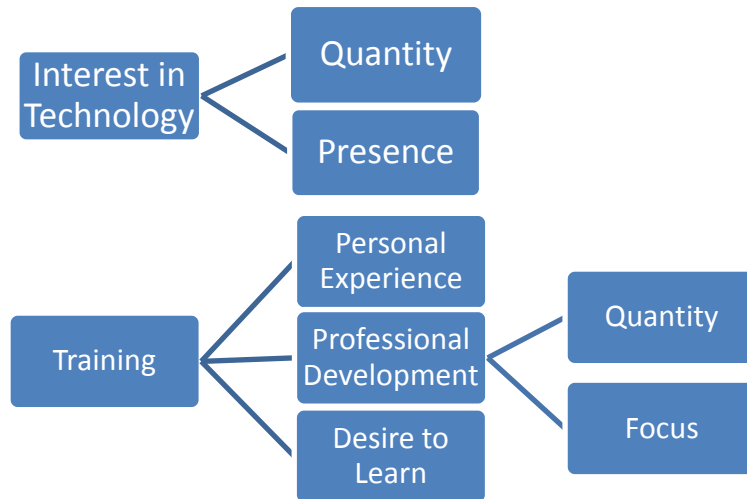 Interest in
Technology
Quantity
Presence
Training
Personal
Experience
Professional
Development
Desire to
Learn
Quantity
Focus